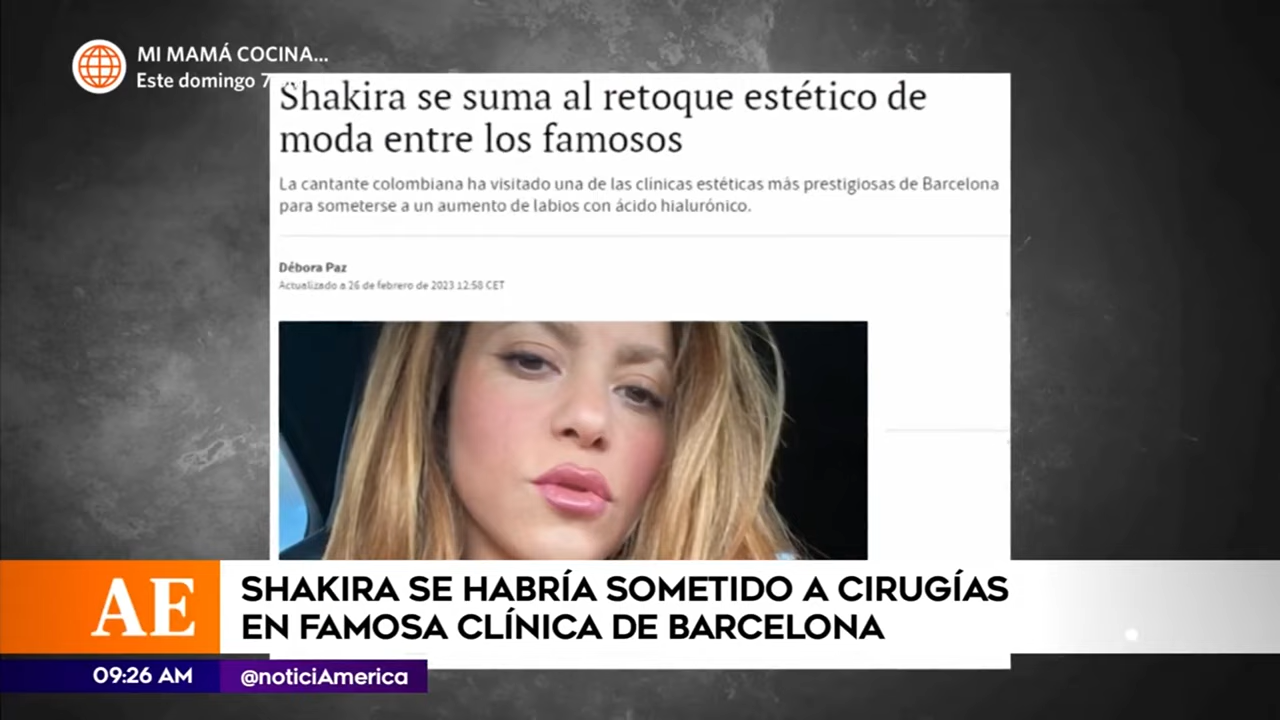 MI MAMÁ COCINA...
Este domingo 7
Shakira se suma al retoque estético de
moda entre los famosos
La cantante colombiana ha visitado una de las clínicas estéticas más prestigiosas de Barcelona
para someterse a un aumento de labios con ácido hialurónico.
Débora Paz
Actualizado a 26 de febrero de 2023 12:58 CET
AE
SHAKIRA SE HABRÍA SOMETIDO A CIRUGÍAS
EN FAMOSA CLÍNICA DE BARCELONA
09:26 AM
@noticiAmerica